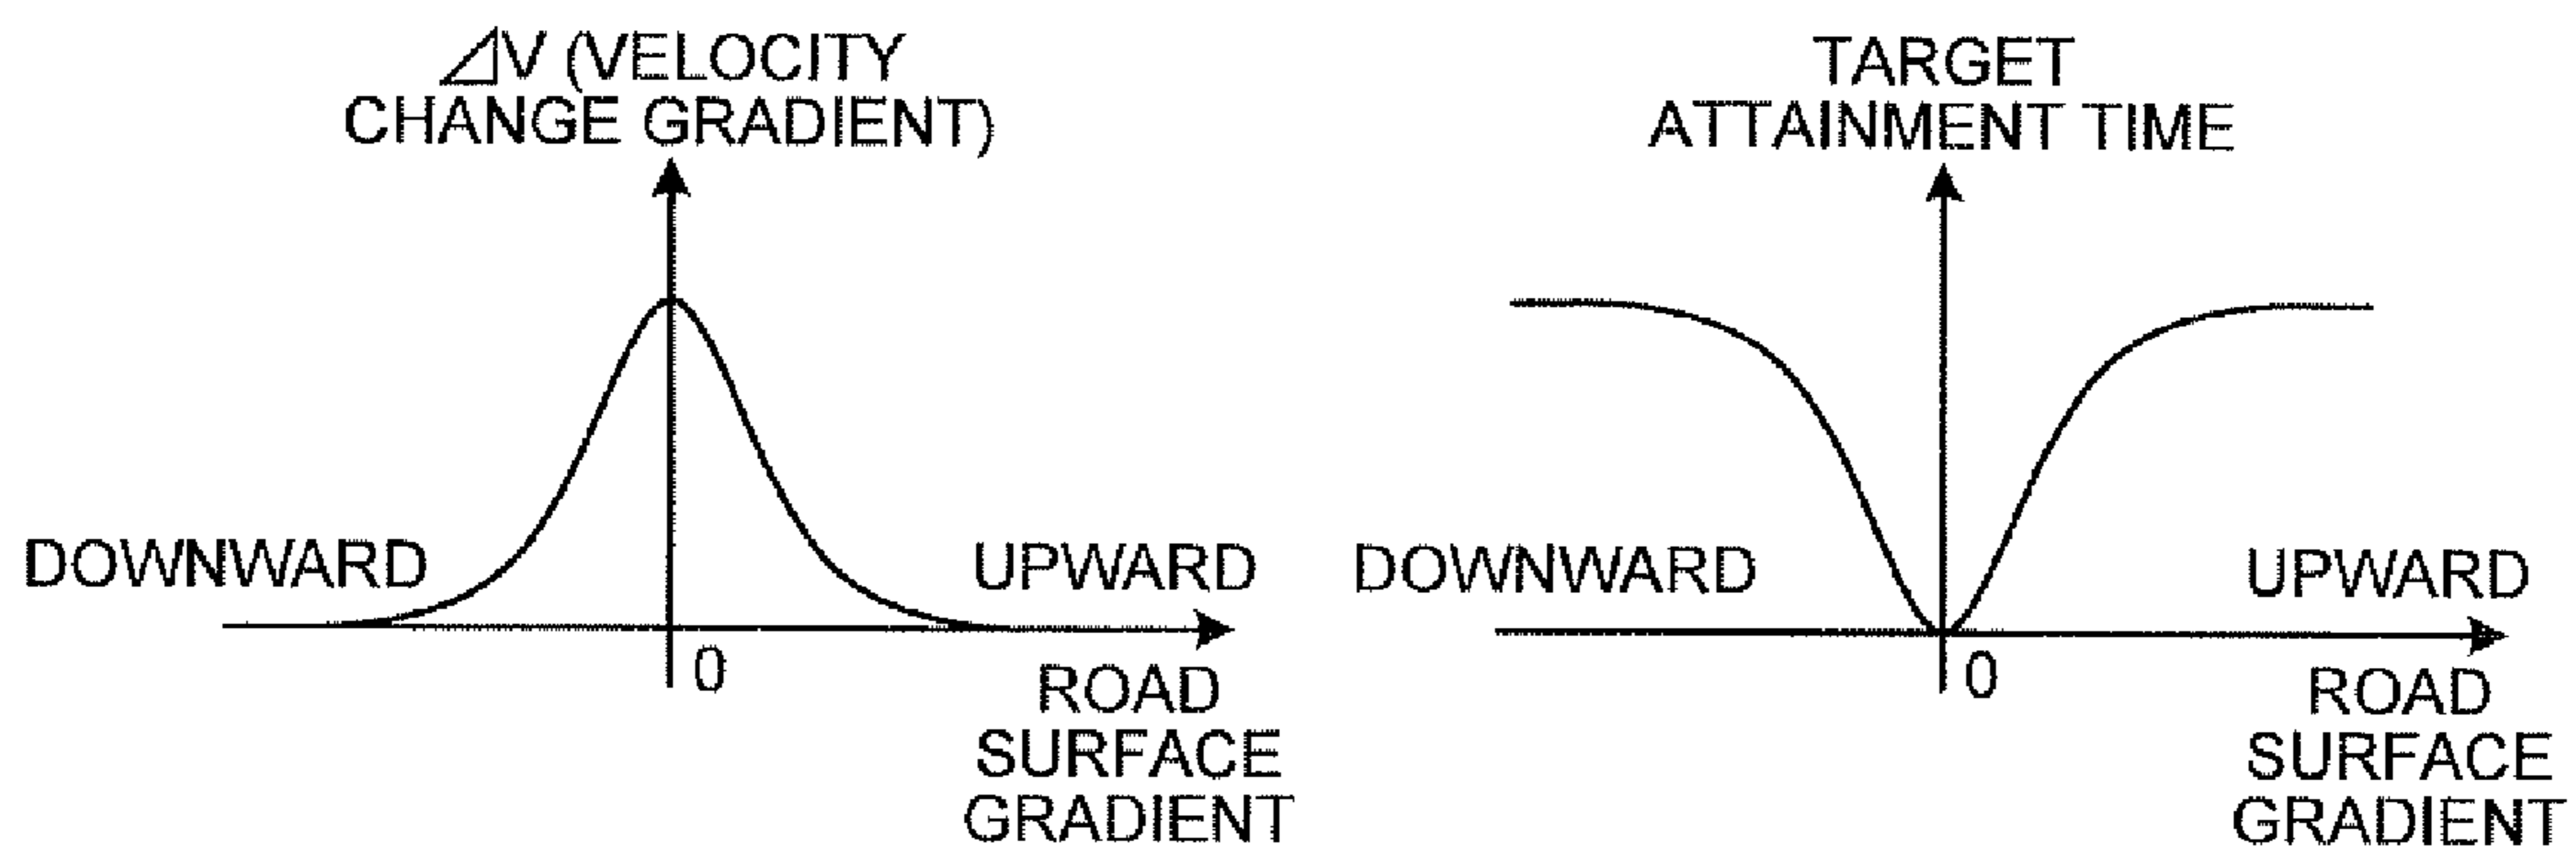 ⊿V (VELOCITY
CHANGE GRADIENT)
DOWNWARD
UPWARD
0
ROAD
SURFACE
GRADIENT
TARGET
ATTAINMENT TIME
DOWNWARD
UPWARD
0
ROAD
SURFACE
GRADIENT